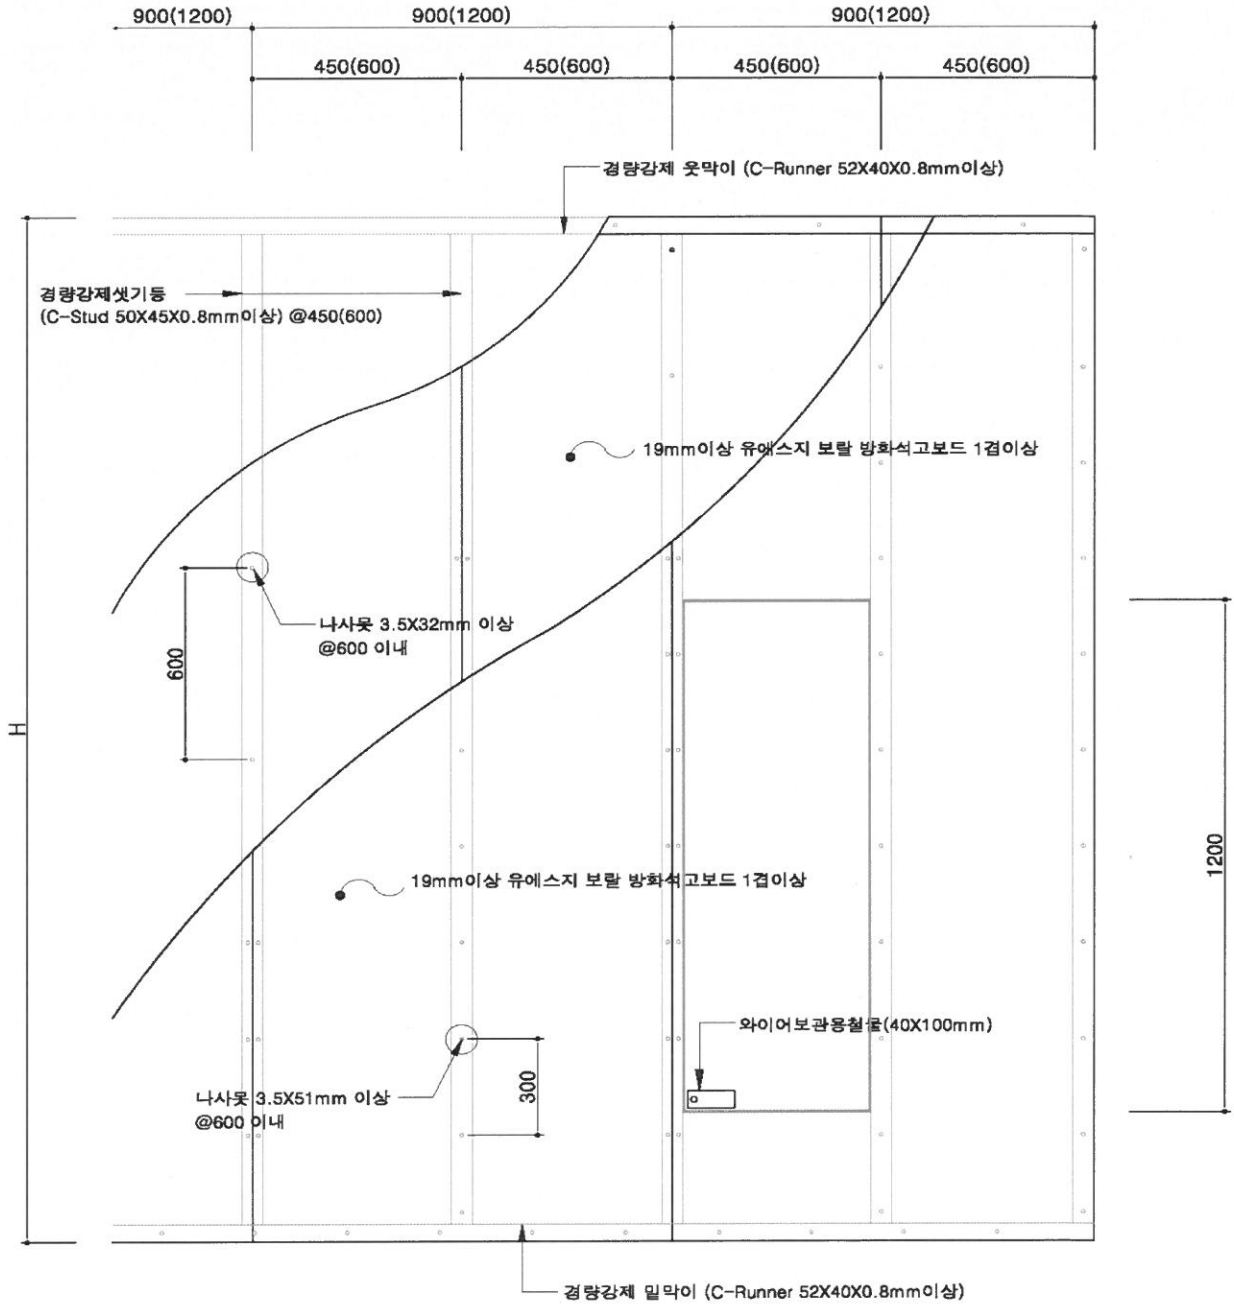 900(1200)
900(1200)
900(1200)
450(600)
450(600)
450(600)
450(600)
경량강제 웃막이 (C-Runner 52X40X0.8mm이상)
경량강제샛기둥
(C-Stud 50X45X0.8mm이상) @450(600)
19mm이상 유에스지 보랄 방화석고보드 1겹이상
나사못 3.5X32mm 이상
@600 이내
600
H
1200
19mm이상 유에스지 보랄 방화석고보드 1겹이상
와이어보관용철물(40X100mm)
나사못 3.5X51mm 이상
@600 이내
300
경량강제 밑막이 (C-Runner 52X40X0.8mm이상)